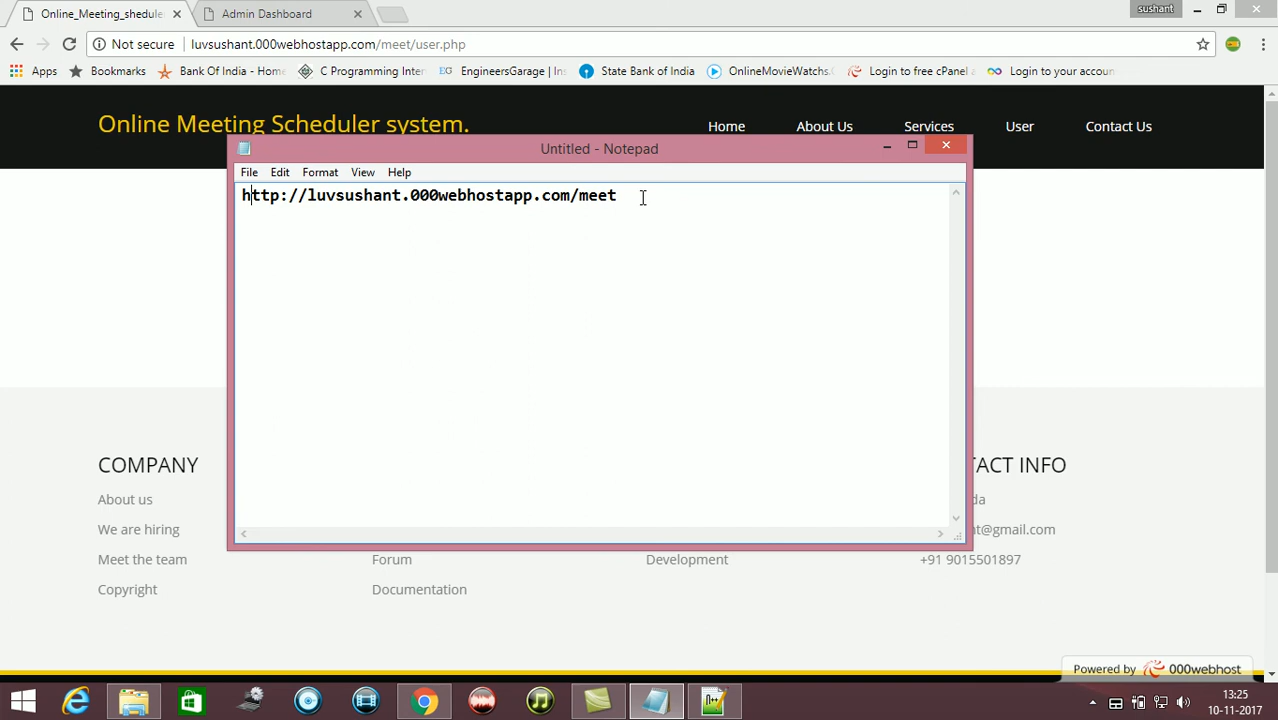 Online_Meeting_shedule
Admin Dashboard
sushant
Not secure
luvsushant.000webhostapp.com/meet/user.php
Apps
Bookmarks
Bank Of India - Home
C Programming Inter
EG EngineersGarage | Ins
State Bank of India
OnlineMovieWatchs.
Login to free cPanel
Login to your accoun
Online Meeting Scheduler system.
Home
About Us
Services
User
Contact Us
Untitled - Notepad
File Edit Format View Help
http://luvsushant.000webhostapp.com/meet
COMPANY
About us
We are hiring
Meet the team
Copyright
Forum
Documentation
Development
TACT INFO
da
nt@gmail.com
+91 9015501897
Powered by 000webhost
13:25
10-11-2017